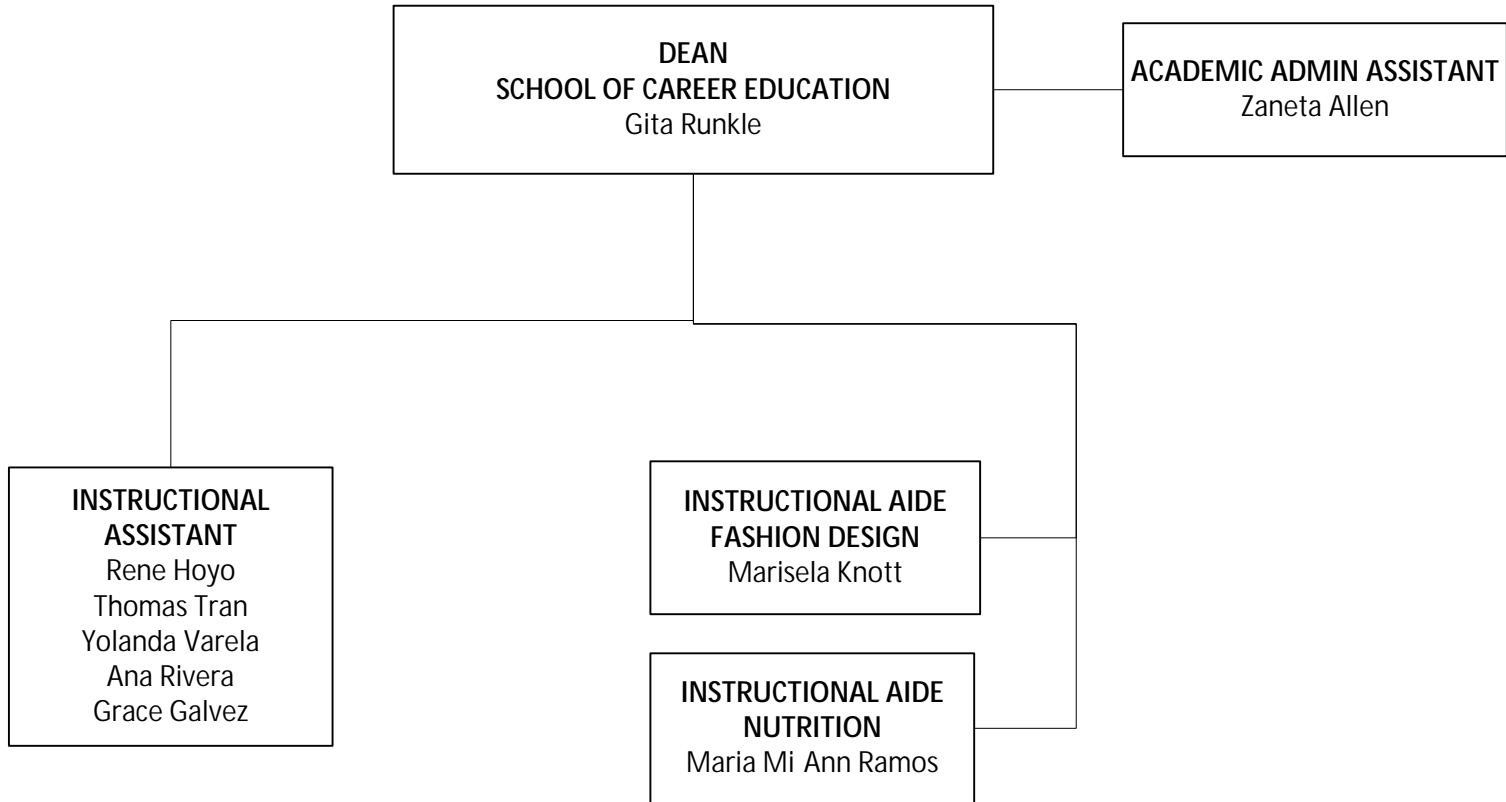 DEAN
SCHOOL OF CAREER EDUCATION
Gita Runkle
ACADEMIC ADMIN ASSISTANT
Zaneta Allen
INSTRUCTIONAL
ASSISTANT
Rene Hoyo
Thomas Tran
Yolanda Varela
Ana Rivera
Grace Galvez
INSTRUCTIONAL AIDE
FASHION DESIGN
Marisela Knott
INSTRUCTIONAL AIDE
NUTRITION
Maria Mi Ann Ramos